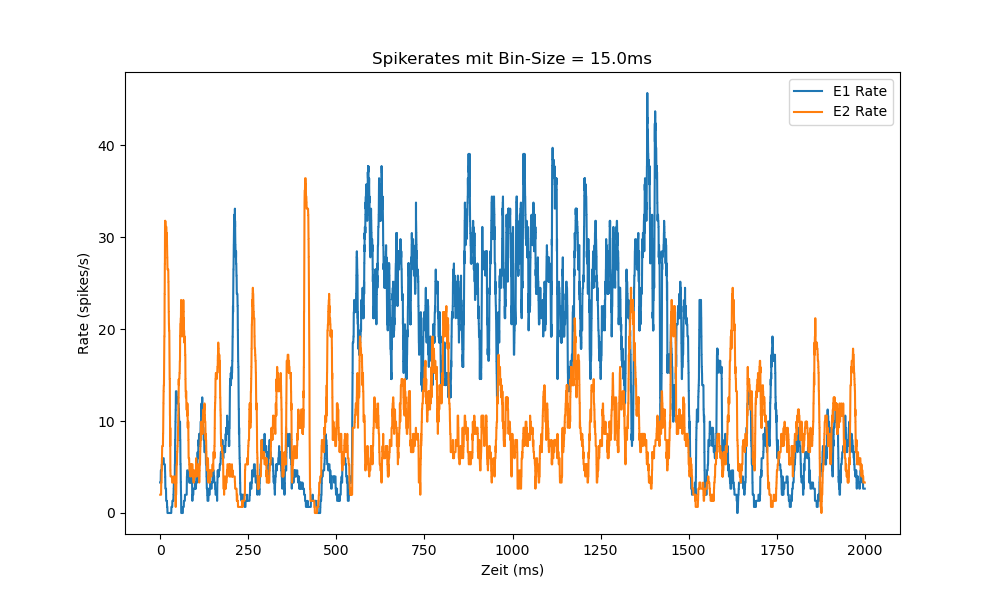 Spikerates mit Bin-Size = 15.0ms
E1 Rate
E2 Rate
Rate (spikes/s)
40
30
20
10
0
0 250 500 750 1000 1250 1500 1750 2000
Zeit (ms)